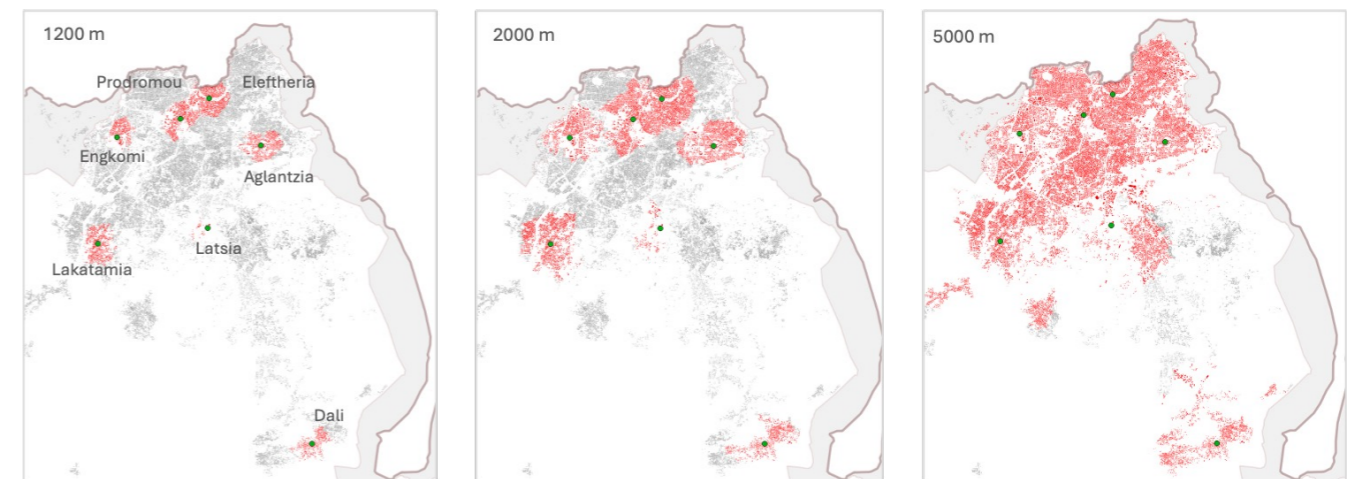 1200 m
2000 m
5000 m
Prodromou
Eleftheria
Engkomi
Aglantzia
Latsia
Lakatamia
Dali